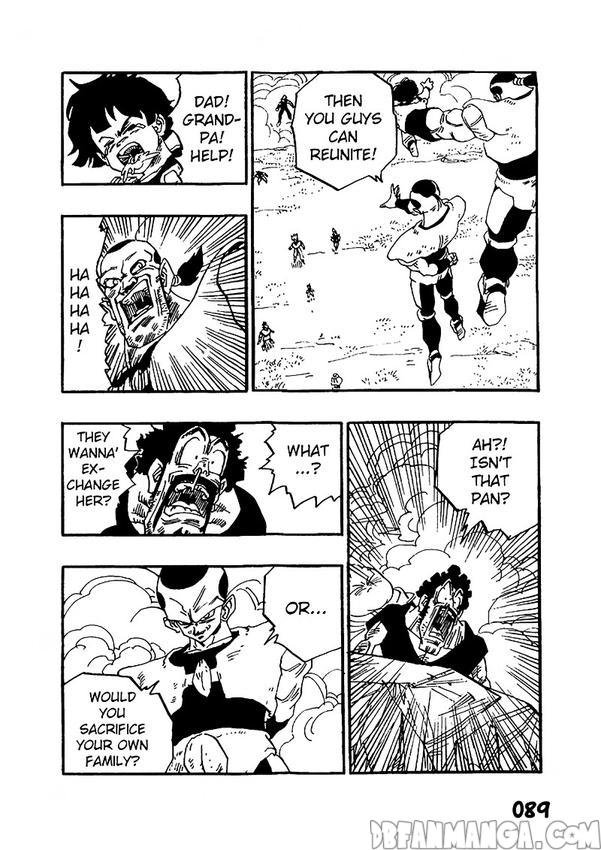 THEN
YOU GUYS
CAN
REUNITE!
DAD!
GRAND-
PA!
HELP!
HA
HA
HA
HA
!
AH?!
ISN'T
THAT
PAN?
WHAT
...?
THEY
WANNA'
EX-
CHANGE
HER?
OR...
WOULD
YOU
SACRIFICE
YOUR OWN
FAMILY?
089
DBFANMANGA.COM